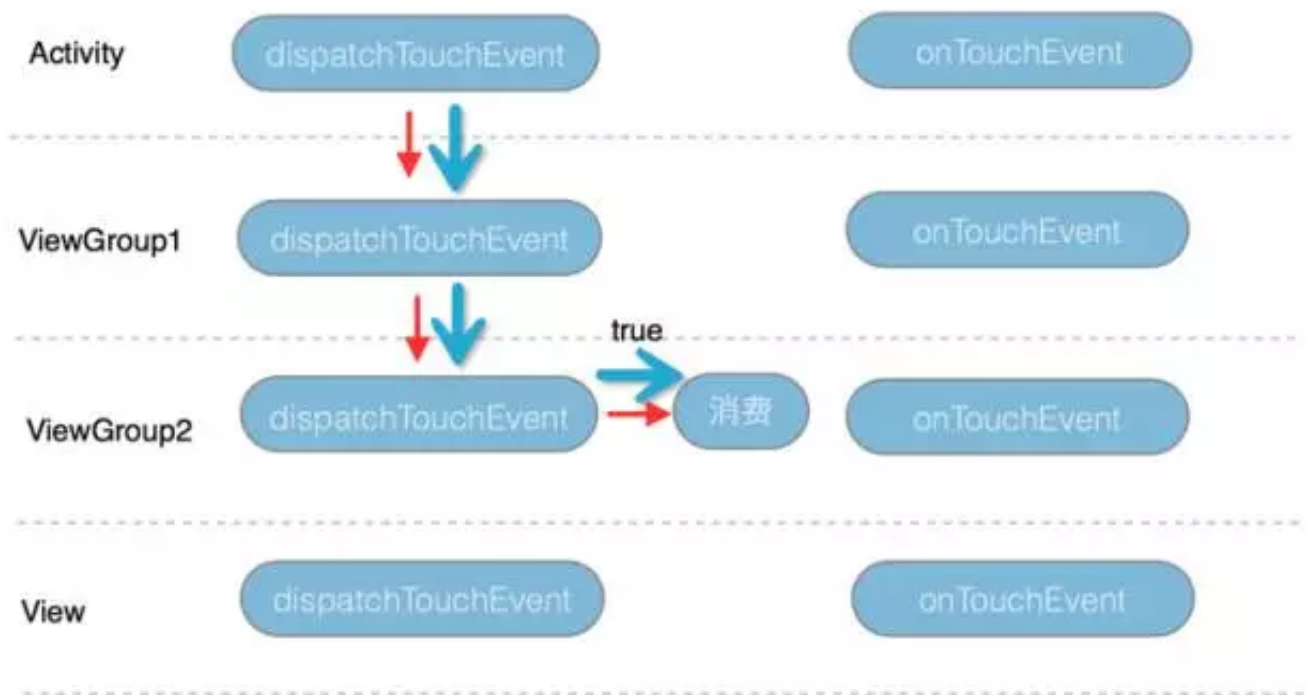 Activity
dispatchTouchEvent
onTouchEvent
ViewGroup1
dispatchTouchEvent
onTouchEvent
true
ViewGroup2
dispatchTouchEvent
消费
onTouchEvent
View
dispatchTouchEvent
onTouchEvent